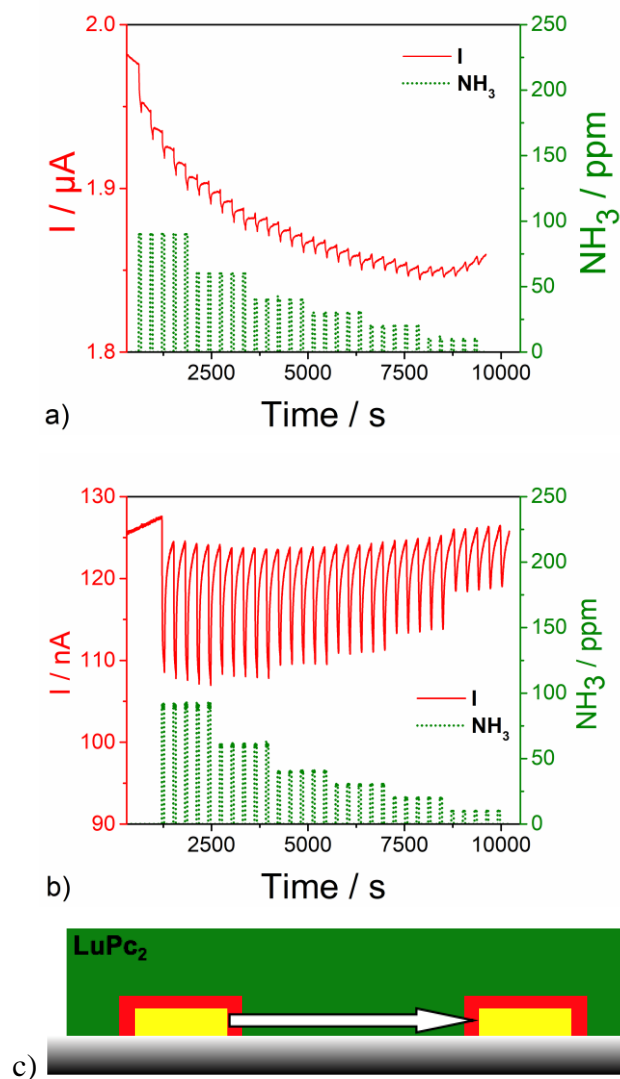 2.0
250
I
NH3
200
I / μA
1.9
150
NH3 / ppm
100
50
1.8
0
2500 5000 7500 10000
Time / s
a)
130
250
120
200
I / nA
110
150
NH3 / ppm
I
100
NH3
100
50
90
0
2500 5000 7500 10000
Time / s
b)
LuPc2
c)